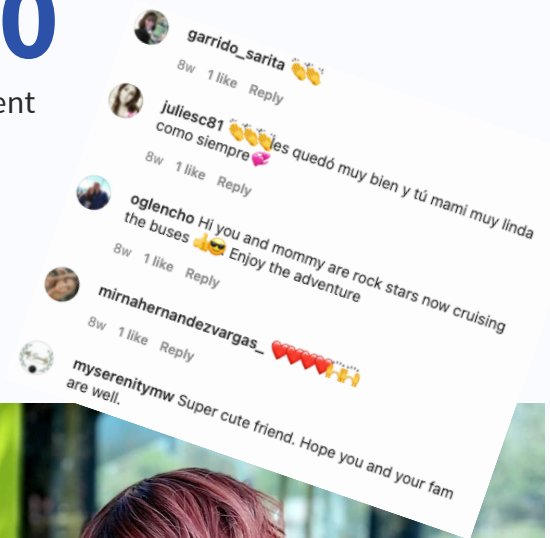 0
ent
garrido_sarita 👏👏
8w 1 like Reply
juliesc81 👏👏👏les quedó muy bien y tú mami muy linda
como siempre💞
8w 1 like Reply
oglencho Hi you and mommy are rock stars now cruising
the buses 👍😎 Enjoy the adventure
8w 1 like Reply
mirnahernandezvargas_ ❤️❤️❤️❤️🙌🙌
8w 1 like Reply
myserenitymw Super cute friend. Hope you and your fam
are well.